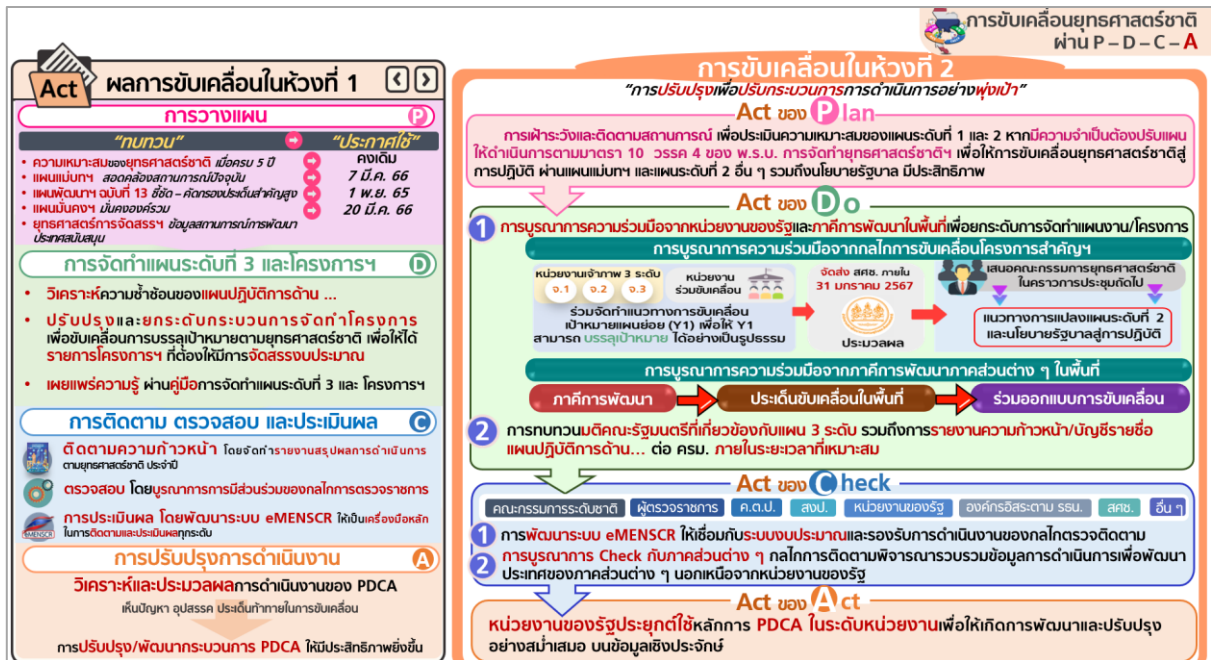 การขับเคลื่อนยุทธศาสตร์ชาติ
ผ่าน P – D – C – A
Act
ผลการขับเคลื่อนในห้วงที่ 1
การวางแผน
P
"ทบทวน"
"ประกาศใช้"
• ความเหมาะสมของยุทธศาสตร์ชาติ เมื่อครบ 5 ปี
คงเดิม
• แผนแม่บทฯ สอดคล้องสถานการณ์ปัจจุบัน
7 มี.ค. 66
• แผนพัฒนาฯ ฉบับที่ 13 ชี้ชัด – คัดกรองประเด็นสำคัญสูง
1 พ.ย. 65
• แผนมั่นคงฯ มั่นคงองค์รวม
20 มี.ค. 66
• ยุทธศาสตร์การจัดสรรฯ ข้อมูลสถานการณ์การพัฒนา
ประเทศสนับสนุน
การจัดทำแผนระดับที่ 3 และโครงการฯ
D
• วิเคราะห์ความซ้ำซ้อนของแผนปฏิบัติการด้าน ...
• ปรับปรุงและยกระดับกระบวนการจัดทำโครงการ
เพื่อขับเคลื่อนการบรรลุเป้าหมายตามยุทธศาสตร์ชาติ เพื่อให้ได้
รายการโครงการฯ ที่ต้องให้มีการจัดสรรงบประมาณ
• เผยแพร่ความรู้ ผ่านคู่มือการจัดทำแผนระดับที่ 3 และ โครงการฯ
การติดตาม ตรวจสอบ และประเมินผล
C
ติดตามความก้าวหน้า โดยจัดทำรายงานสรุปผลการดำเนินการ
ตามยุทธศาสตร์ชาติ ประจำปี
ตรวจสอบ โดยบูรณาการการมีส่วนร่วมของกลไกการตรวจราชการ
การประเมินผล โดยพัฒนาระบบ eMENSCR ให้เป็นเครื่องมือหลัก
ในการติดตามและประเมินผลทุกระดับ
eMENSCR
การปรับปรุงการดำเนินงาน
A
วิเคราะห์และประมวลผลการดำเนินงานของ PDCA
เห็นปัญหา อุปสรรค ประเด็นท้าทายในการขับเคลื่อน
การปรับปรุง/พัฒนากระบวนการ PDCA ให้มีประสิทธิภาพยิ่งขึ้น
การขับเคลื่อนในห้วงที่ 2
"การปรับปรุงเพื่อปรับกระบวนการการดำเนินการอย่างพุ่งเป้า"
Act ของ Plan
การเฝ้าระวังและติดตามสถานการณ์ เพื่อประเมินความเหมาะสมของแผนระดับที่ 1 และ 2 หากมีความจำเป็นต้องปรับแผน
ให้ดำเนินการตามมาตรา 10 วรรค 4 ของ พ.ร.บ. การจัดทำยุทธศาสตร์ชาติฯ เพื่อให้การขับเคลื่อนยุทธศาสตร์ชาติสู่
การปฏิบัติ ผ่านแผนแม่บทฯ และแผนระดับที่ 2 อื่น ๆ รวมถึงนโยบายรัฐบาล มีประสิทธิภาพ
Act ของ Do
1 การบูรณาการความร่วมมือจากหน่วยงานของรัฐและภาคีการพัฒนาในพื้นที่เพื่อยกระดับการจัดทำแผนงาน/โครงการ
การบูรณาการความร่วมมือจากกลไกการขับเคลื่อนโครงการสำคัญฯ
หน่วยงานเจ้าภาพ 3 ระดับ
จ.1 จ.2 จ.3
หน่วยงาน
ร่วมขับเคลื่อน
ร่วมจัดทำแนวทางการขับเคลื่อน
เป้าหมายแผนย่อย (Y1) เพื่อให้ Y1
สามารถ บรรลุเป้าหมาย ได้อย่างเป็นรูปธรรม
จัดส่ง สศช. ภายใน
31 มกราคม 2567
ประมวลผล
เสนอคณะกรรมการยุทธศาสตร์ชาติ
ในคราวการประชุมถัดไป
แนวทางการแปลงแผนระดับที่ 2
และนโยบายรัฐบาลสู่การปฏิบัติ
การบูรณาการความร่วมมือจากภาคีการพัฒนาภาคส่วนต่าง ๆ ในพื้นที่
ภาคีการพัฒนา
ประเด็นขับเคลื่อนในพื้นที่
ร่วมออกแบบการขับเคลื่อน
2 การทบทวนมติคณะรัฐมนตรีที่เกี่ยวข้องกับแผน 3 ระดับ รวมถึงการรายงานความก้าวหน้า/บัญชีรายชื่อ
แผนปฏิบัติการด้าน... ต่อ ครม. ภายในระยะเวลาที่เหมาะสม
Act ของ Check
คณะกรรมการระดับชาติ ผู้ตรวจราชการ ค.ต.ป. สงป. หน่วยงานของรัฐ องค์กรอิสระตาม รธน. สศช. อื่น ๆ
1 การพัฒนาระบบ eMENSCR ให้เชื่อมกับระบบงบประมาณและรองรับการดำเนินงานของกลไกตรวจติดตาม
2 การบูรณาการ Check กับภาคส่วนต่าง ๆ กลไกการติดตามพิจารณารวบรวมข้อมูลการดำเนินการเพื่อพัฒนา
ประเทศของภาคส่วนต่าง ๆ นอกเหนือจากหน่วยงานของรัฐ
Act ของ Act
หน่วยงานของรัฐประยุกต์ใช้หลักการ PDCA ในระดับหน่วยงานเพื่อให้เกิดการพัฒนาและปรับปรุง
อย่างสม่ำเสมอ บนข้อมูลเชิงประจักษ์